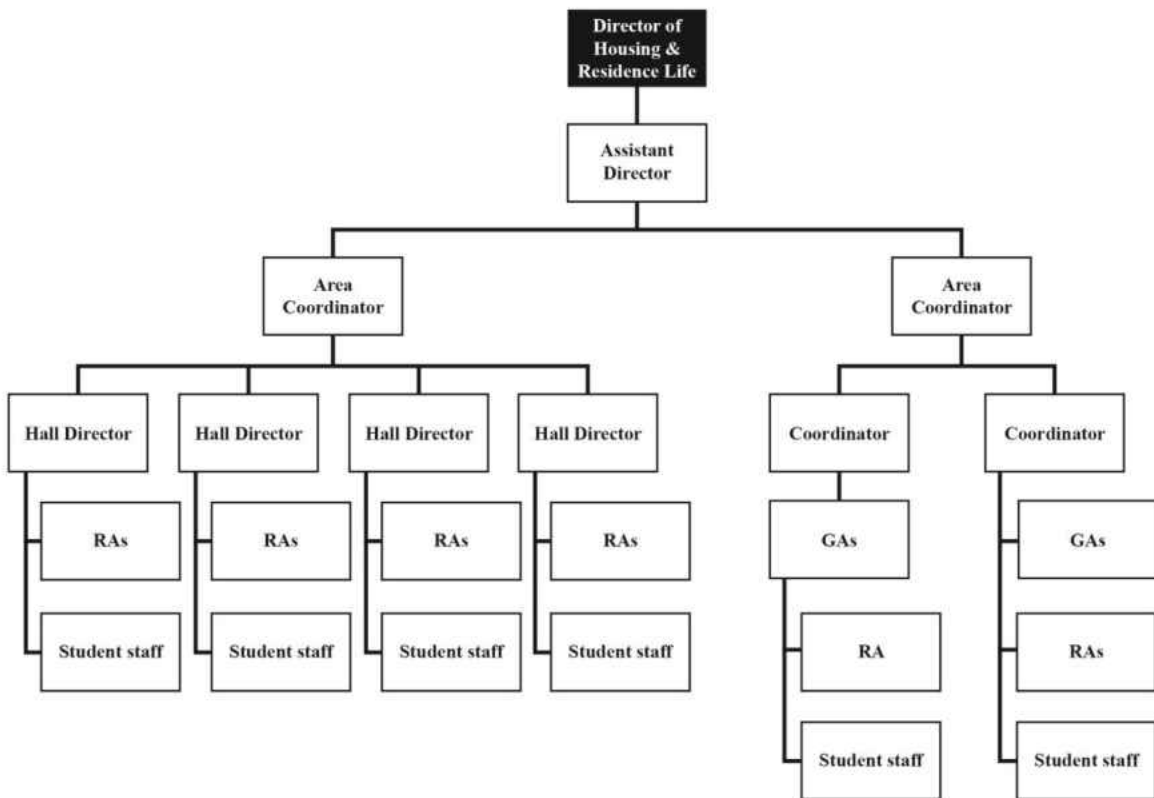 Director of
Housing &
Residence Life
Assistant
Director
Area
Coordinator
Area
Coordinator
Hall Director
Hall Director
Hall Director
Hall Director
Coordinator
Coordinator
RAs
RAs
RAs
RAs
GAs
GAs
Student staff
Student staff
Student staff
Student staff
RA
RAs
Student staff
Student staff